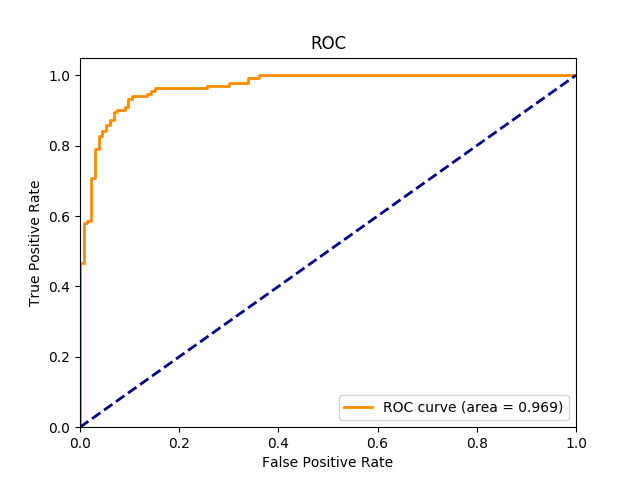 ROC
True Positive Rate
1.0
0.8
0.6
0.4
0.2
0.0
ROC curve (area = 0.969)
0.0 0.2 0.4 0.6 0.8 1.0
False Positive Rate